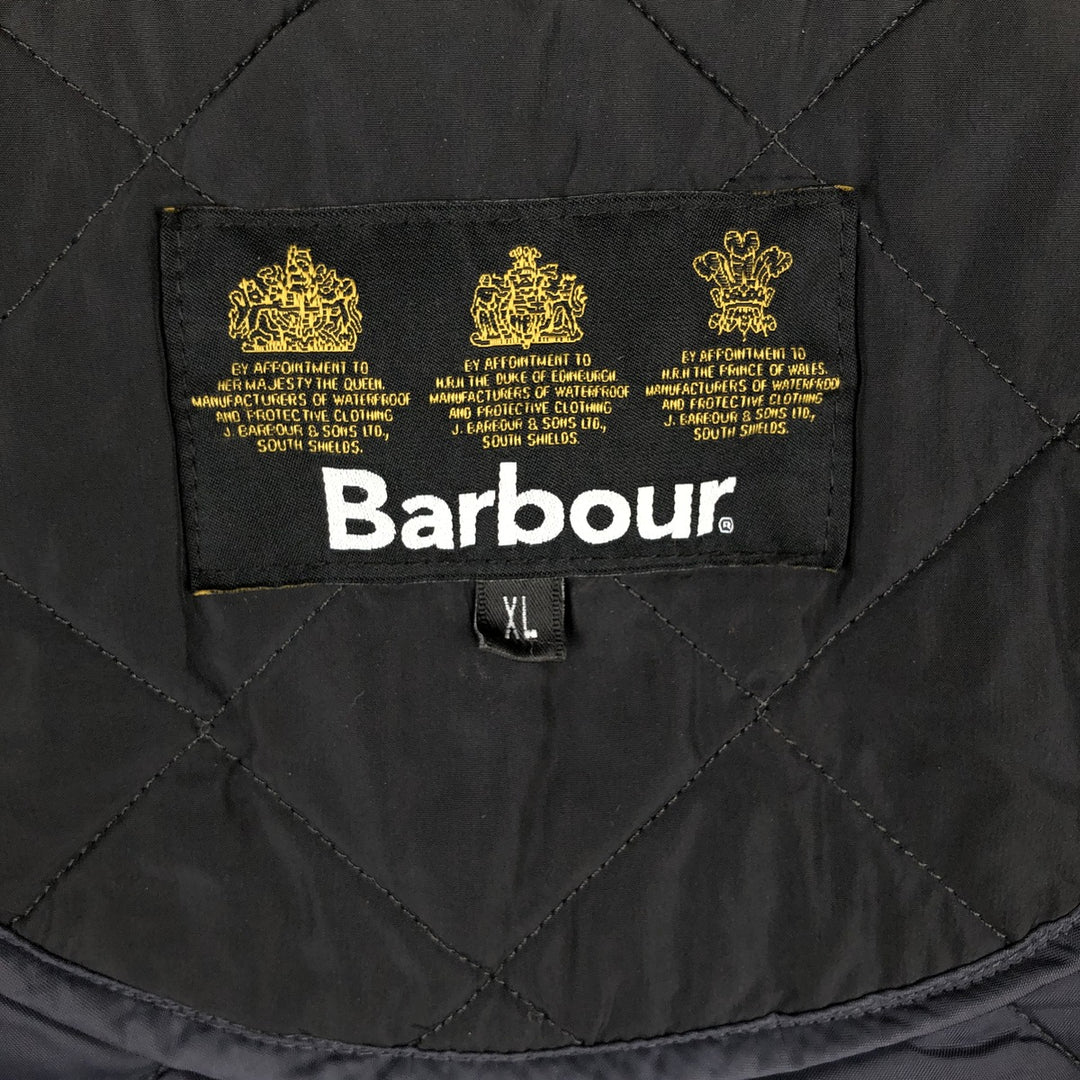 BY APPOINTMENT TO
HER MAJESTY THE QUEEN.
MANUFACTURERS OF WATERPROOF
AND PROTECTIVE CLOTHING
J. BARBOUR & SONS LTD.,
SOUTH SHIELDS.
BY APPOINTMENT TO
H.R.H THE DUKE OF EDINBURGH.
MANUFACTURERS OF WATERPROOF
AND PROTECTIVE CLOTHING
J. BARBOUR & SONS LTD.,
SOUTH SHIELDS.
BY APPOINTMENT TO
H.R.H THE PRINCE OF WALES.
MANUFACTURERS OF WATERPROOF
AND PROTECTIVE CLOTHING
J. BARBOUR & SONS LTD.,
SOUTH SHIELDS.
Barbour®
XL